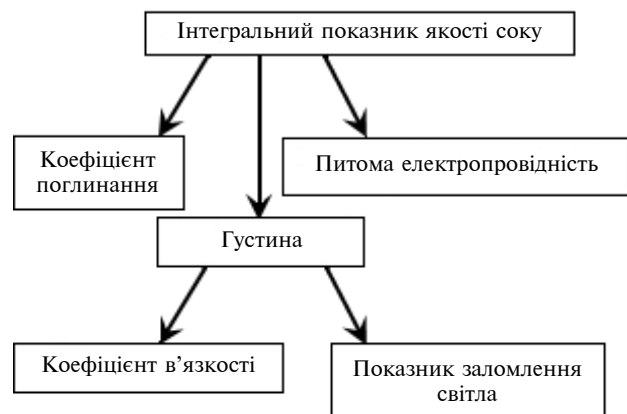 Інтегральний показник якості соку
Коефіцієнт
поглинання
Питома електропровідність
Густина
Коефіцієнт в’язкості
Показник заломлення
світла